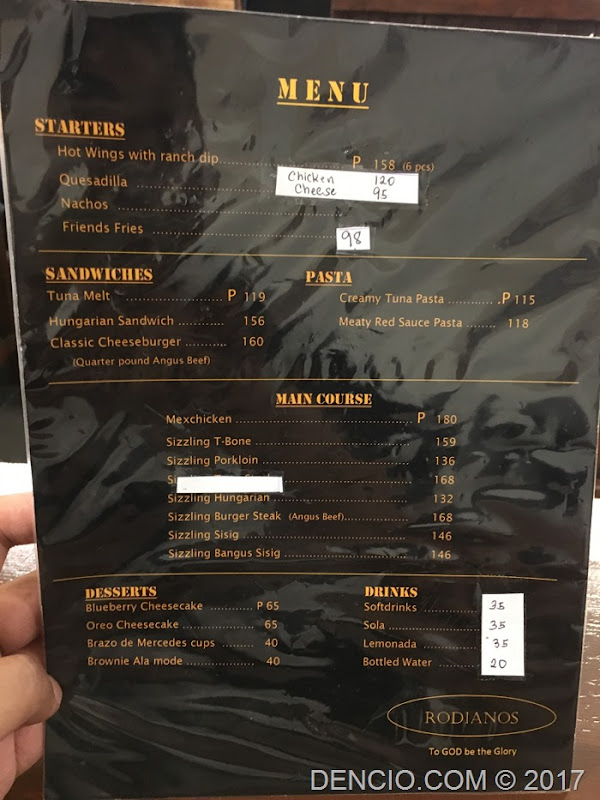 MENU
STARTERS
Hot Wings with ranch dip.............. P 158 (6 pcs)
Quesadilla .............. Chicken 120
Cheese 95
Nachos ..............
Friends Fries .............. 98
SANDWICHES
Tuna Melt .............. P 119
Hungarian Sandwich ........... 156
Classic Cheeseburger ........... 160
(Quarter pound Angus Beef)
PASTA
Creamy Tuna Pasta ........... .P 115
Meaty Red Sauce Pasta ........ 118
MAIN COURSE
Mexchicken .............. P 180
Sizzling T-Bone .............. 159
Sizzling Porkloin .............. 136
168
Sizzling Hungarian .............. 132
Sizzling Burger Steak (Angus Beef).............. 168
Sizzling Sisig .............. 146
Sizzling Bangus Sisig .............. 146
DESSERTS
Blueberry Cheesecake ........... P 65
Oreo Cheesecake .............. 65
Brazo de Mercedes cups ........ 40
Brownie Ala mode .............. 40
DRINKS
Softdrinks .............. 35
Sola .............. 35
Lemonada .............. 35
Bottled Water ........... 20
RODIANOS
To GOD be the Glory
DENCIO.COM © 2017